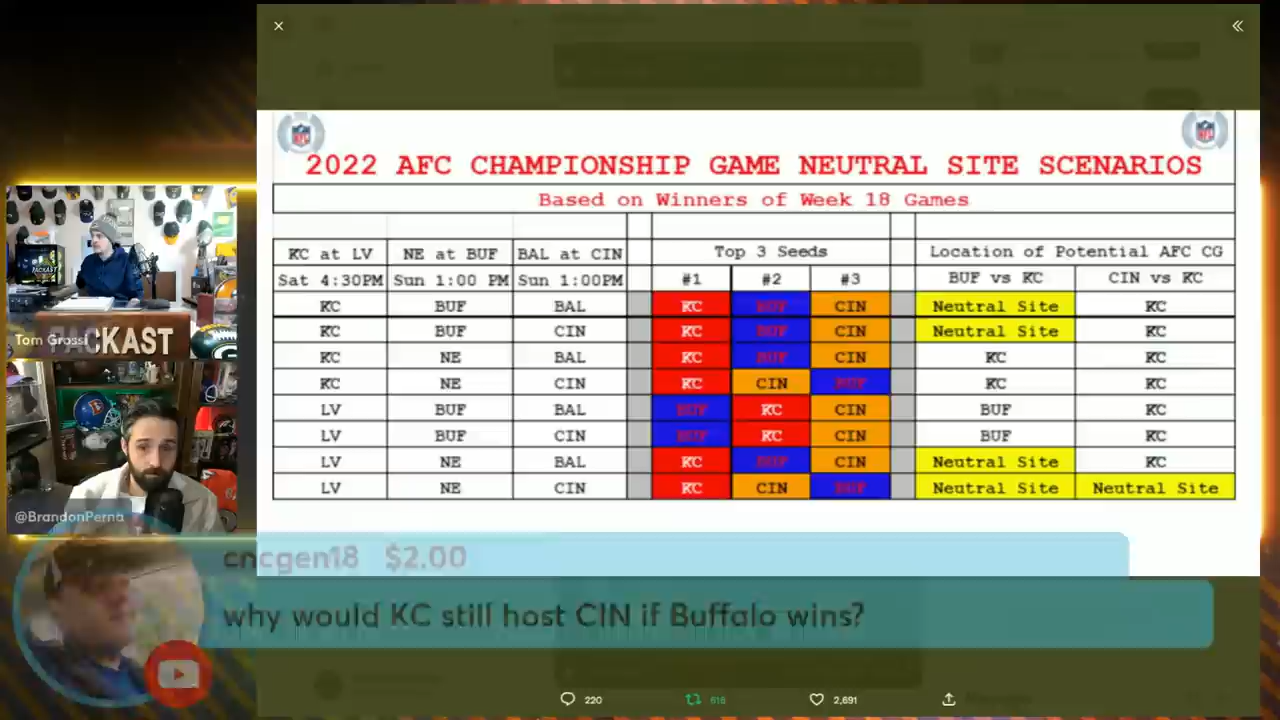 2022 AFC CHAMPIONSHIP GAME NEUTRAL SITE SCENARIOS
Based on Winners of Week 18 Games
KC at LV NE at BUF BAL at CIN Top 3 Seeds Location of Potential AFC CG
Sat 4:30PM Sun 1:00 PM Sun 1:00PM #1 #2 #3 BUF vs KC CIN vs KC
KC BUF BAL KC BUF CIN Neutral Site KC
KC BUF CIN KC BUF CIN Neutral Site KC
KC NE BAL KC BUF CIN KC KC
KC NE CIN KC CIN BUF KC KC
LV BUF BAL BUF KC CIN BUF KC
LV BUF CIN BUF KC CIN BUF KC
LV NE BAL KC BUF CIN Neutral Site KC
LV NE CIN KC CIN BUF Neutral Site Neutral Site
PACKAST
Tom Grossi PACKAST
@BrandonPerna
cncgen18 $2.00
why would KC still host CIN if Buffalo wins?
220 616 2,691